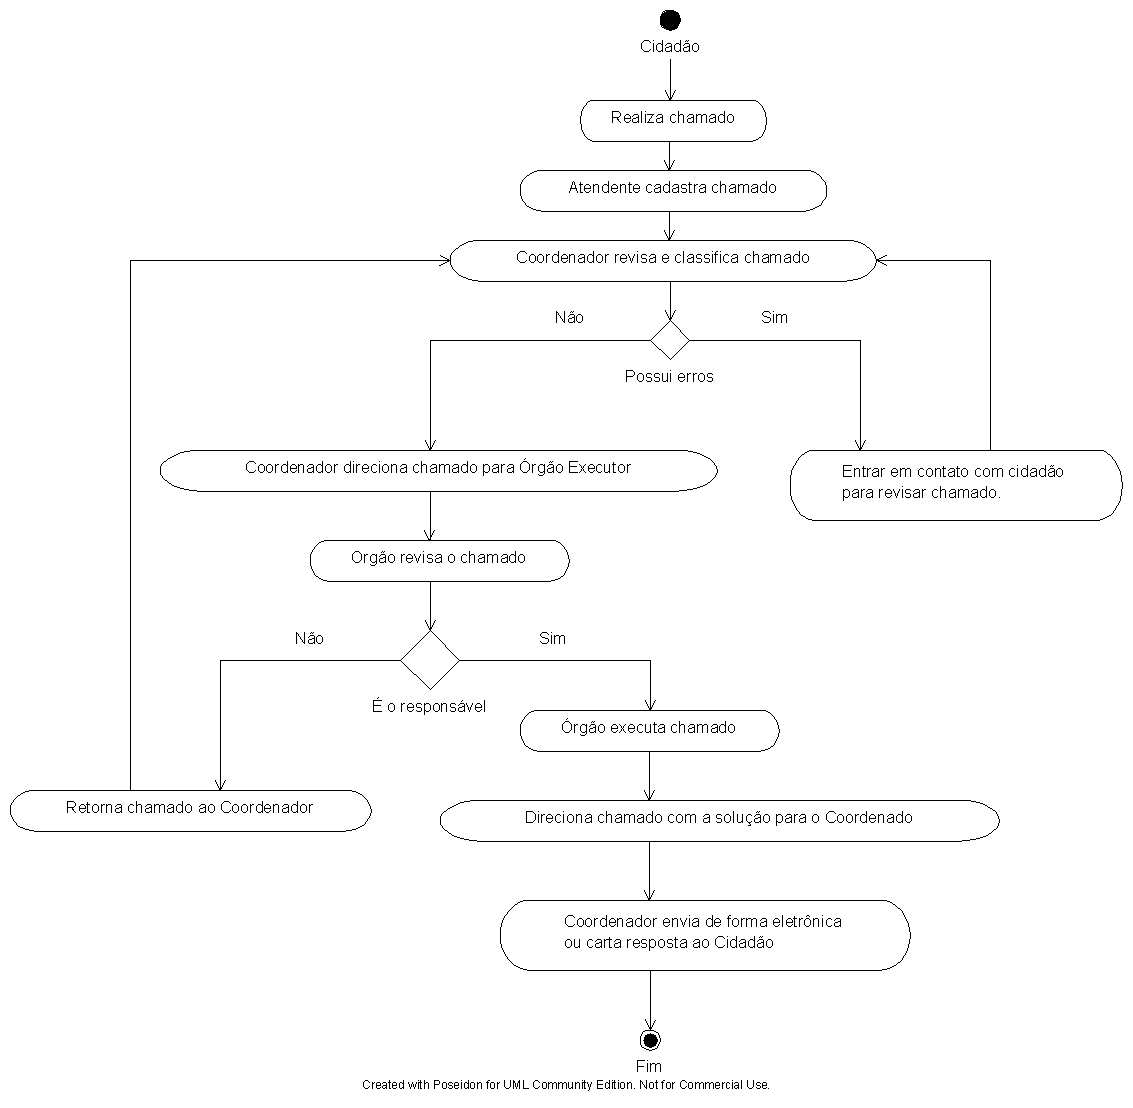 Cidadão
Realiza chamado
Atendente cadastra chamado
Coordenador revisa e classifica chamado
Não
Sim
Possui erros
Coordenador direciona chamado para Órgão Executor
Entrar em contato com cidadão
para revisar chamado.
Orgão revisa o chamado
Não
Sim
É o responsável
Órgão executa chamado
Retorna chamado ao Coordenador
Direciona chamado com a solução para o Coordenado
Coordenador envia de forma eletrônica
ou carta resposta ao Cidadão
Fim
Created with Poseidon for UML Community Edition. Not for Commercial Use.